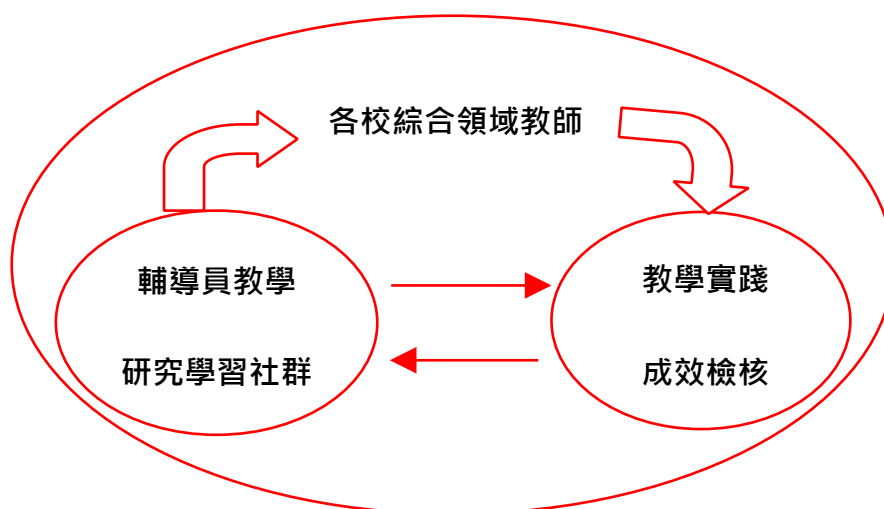 各校綜合領域教師
輔導員教學
研究學習社群
教學實踐
成效檢核